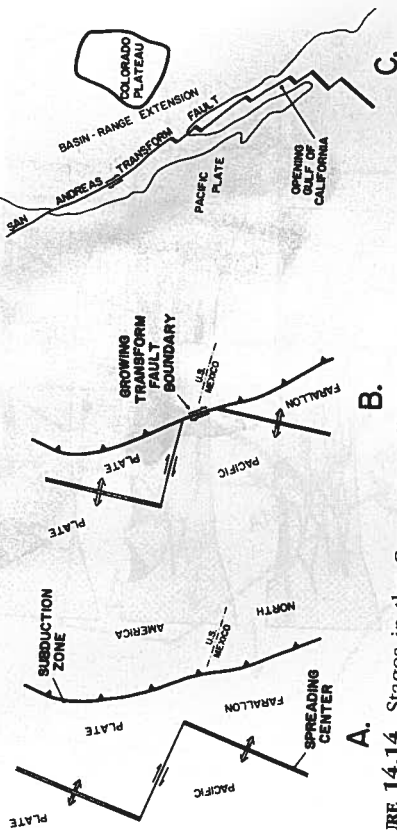 PLATE
PLATE
SUBDUCTION
ZONE
AMERICA
U.S.
MEXICO
NORTH
FARALLON
PACIFIC
SPREADING
CENTER
A.
PLATE
PLATE
GROWING
TRANSFORM
FAULT
BOUNDARY
U.S.
MEXICO
PACIFIC
FARALLON
B.
SAN ANDREAS TRANSFORM FAULT
BASIN-RANGE EXTENSION
COLORADO
PLATEAU
PACIFIC
PLATE
OPENING
GULF OF
CALIFORNIA
C.
14.14 Stages in the